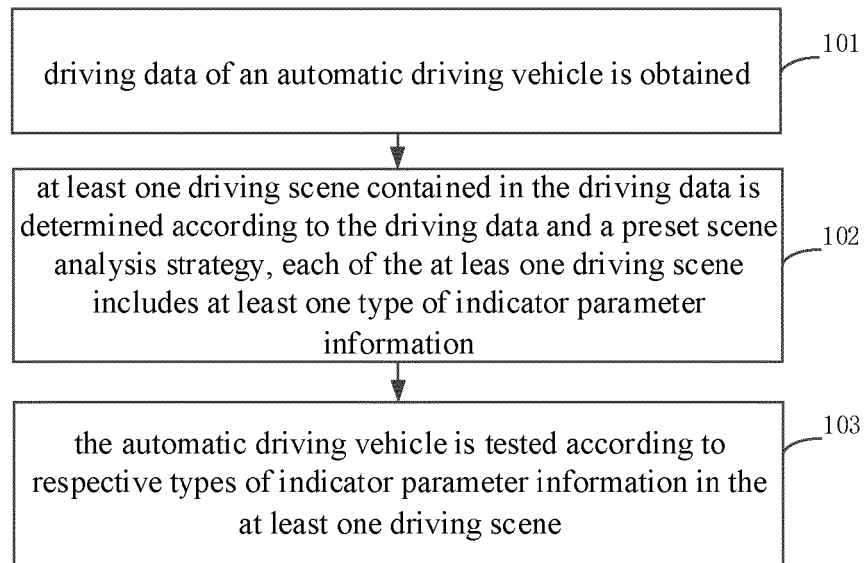 101
driving data of an automatic driving vehicle is obtained
at least one driving scene contained in the driving data is
determined according to the driving data and a preset scene
analysis strategy, each of the at leas one driving scene
includes at least one type of indicator parameter
information
102
the automatic driving vehicle is tested according to
respective types of indicator parameter information in the
at least one driving scene
103